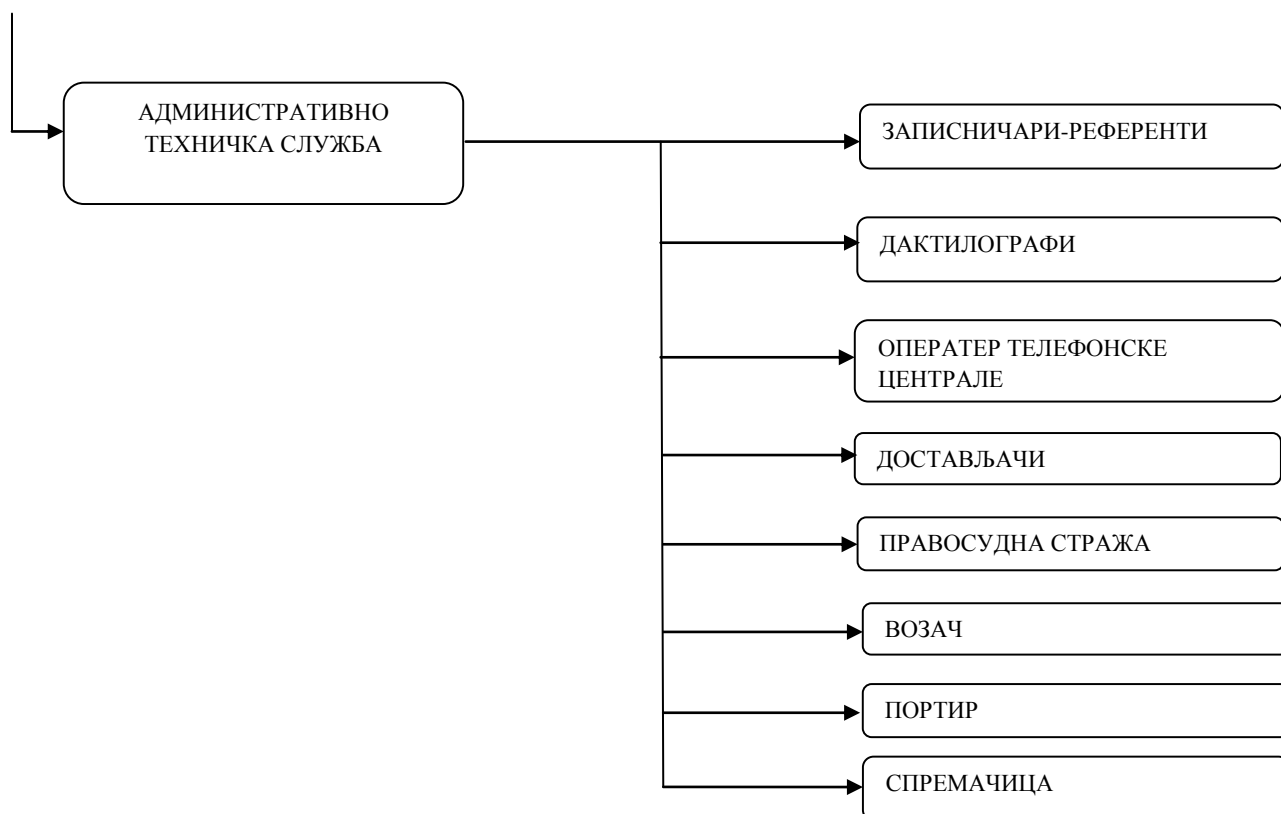 АДМИНИСТРАТИВНО
ТЕХНИЧКА СЛУЖБА
ЗАПИСНИЧАРИ-РЕФЕРЕНТИ
ДАКТИЛОГРАФИ
ОПЕРАТЕР ТЕЛЕФОНСКЕ
ЦЕНТРАЛЕ
ДОСТАВЉАЧИ
ПРАВОСУДНА СТРАЖА
ВОЗАЧ
ПОРТИР
СПРЕМАЧИЦА